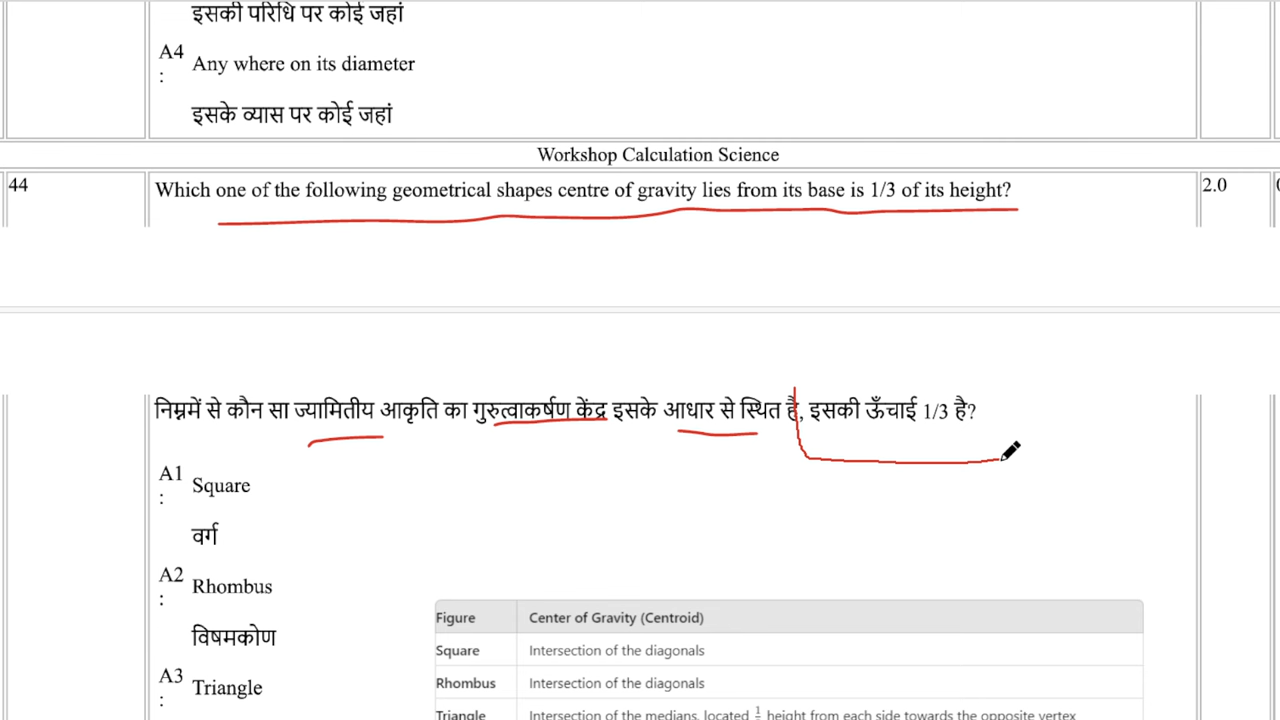 इसकी परिधि पर कोई जहां
A4
: Any where on its diameter
इसके व्यास पर कोई जहां
Workshop Calculation Science
44 Which one of the following geometrical shapes centre of gravity lies from its base is 1/3 of its height? 2.0
निम्नमें से कौन सा ज्यामितीय आकृति का गुरुत्वाकर्षण केंद्र इसके आधार से स्थित है, इसकी ऊँचाई 1/3 है?
A1
: Square
वर्ग
A2
: Rhombus
विषमकोण
A3
: Triangle
Figure Center of Gravity (Centroid)
Square Intersection of the diagonals
Rhombus Intersection of the diagonals
Triangle Intersection of the medians, located 1/3 height from each side towards the opposite vertex